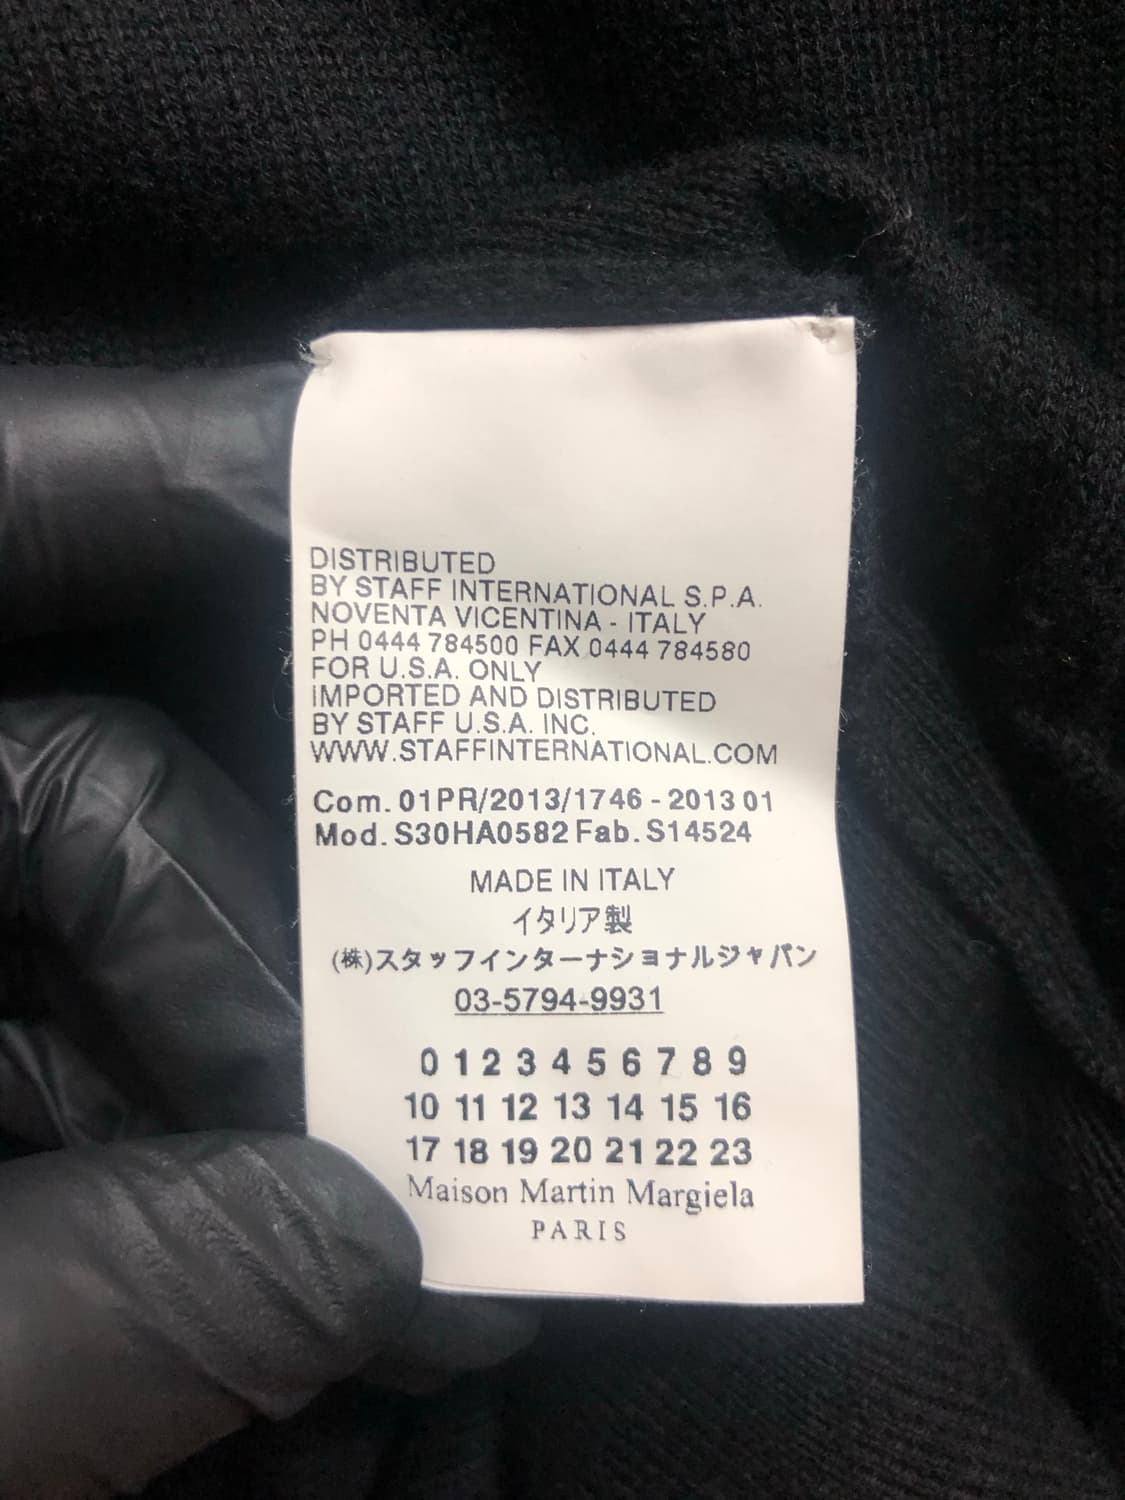 DISTRIBUTED
BY STAFF INTERNATIONAL S.P.A.
NOVENTA VICENTINA - ITALY
PH 0444 784500 FAX 0444 784580
FOR U.S.A. ONLY
IMPORTED AND DISTRIBUTED
BY STAFF U.S.A. INC.
WWW.STAFFINTERNATIONAL.COM
Com. 01PR/2013/1746 - 2013 01
Mod. S30HA0582 Fab. S14524
MADE IN ITALY
イタリア製
(株)スタッフインターナショナルジャパン
03-5794-9931
0 1 2 3 4 5 6 7 8 9
10 11 12 13 14 15 16
17 18 19 20 21 22 23
Maison Martin Margiela
PARIS